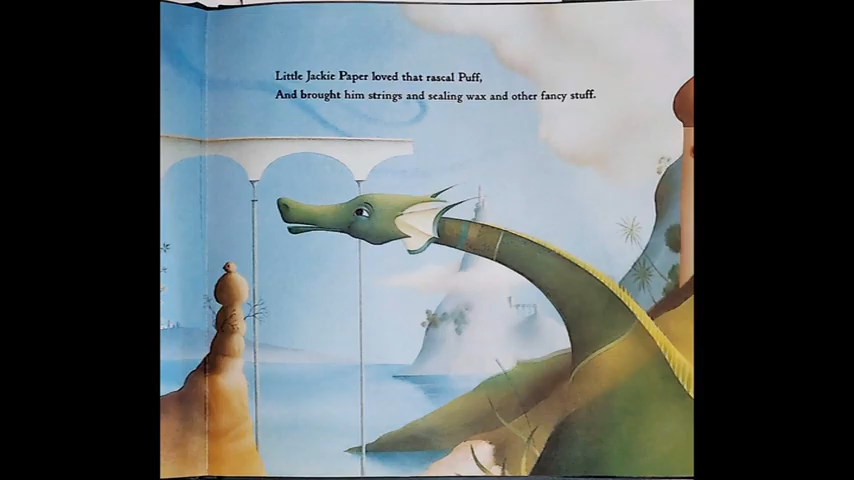 Little Jackie Paper loved that rascal Puff,
And brought him strings and sealing wax and other fancy stuff.